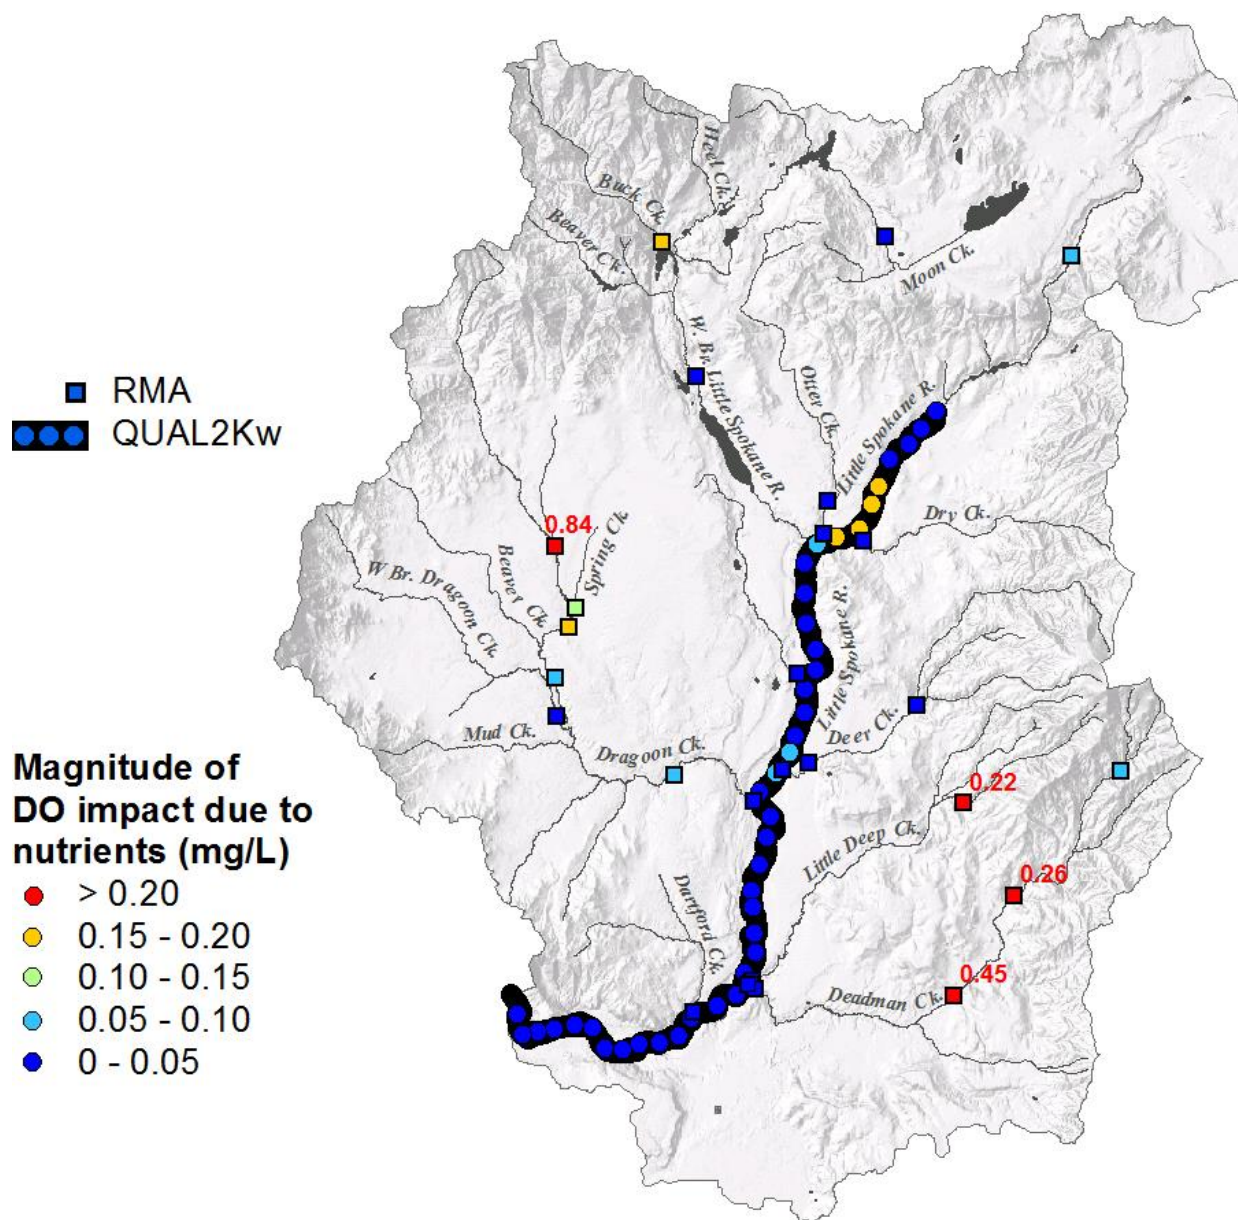 Heel Ck.
Buck Ck.
Beaver Ck.
Moon Ck.
W. Br. Little Spokane R.
Otter Ck.
Little Spokane R.
RMA
QUAL2Kw
Dry Ck.
0.84
Spring Ck.
Beaver Ck.
W Br. Dragoon Ck.
Little Spokane R.
Deer Ck.
Mud Ck.
Dragoon Ck.
Magnitude of
DO impact due to
nutrients (mg/L)
> 0.20
0.15 - 0.20
0.10 - 0.15
0.05 - 0.10
0 - 0.05
0.22
Little Deep Ck.
0.26
Dartford Ck.
0.45
Deadman Ck.